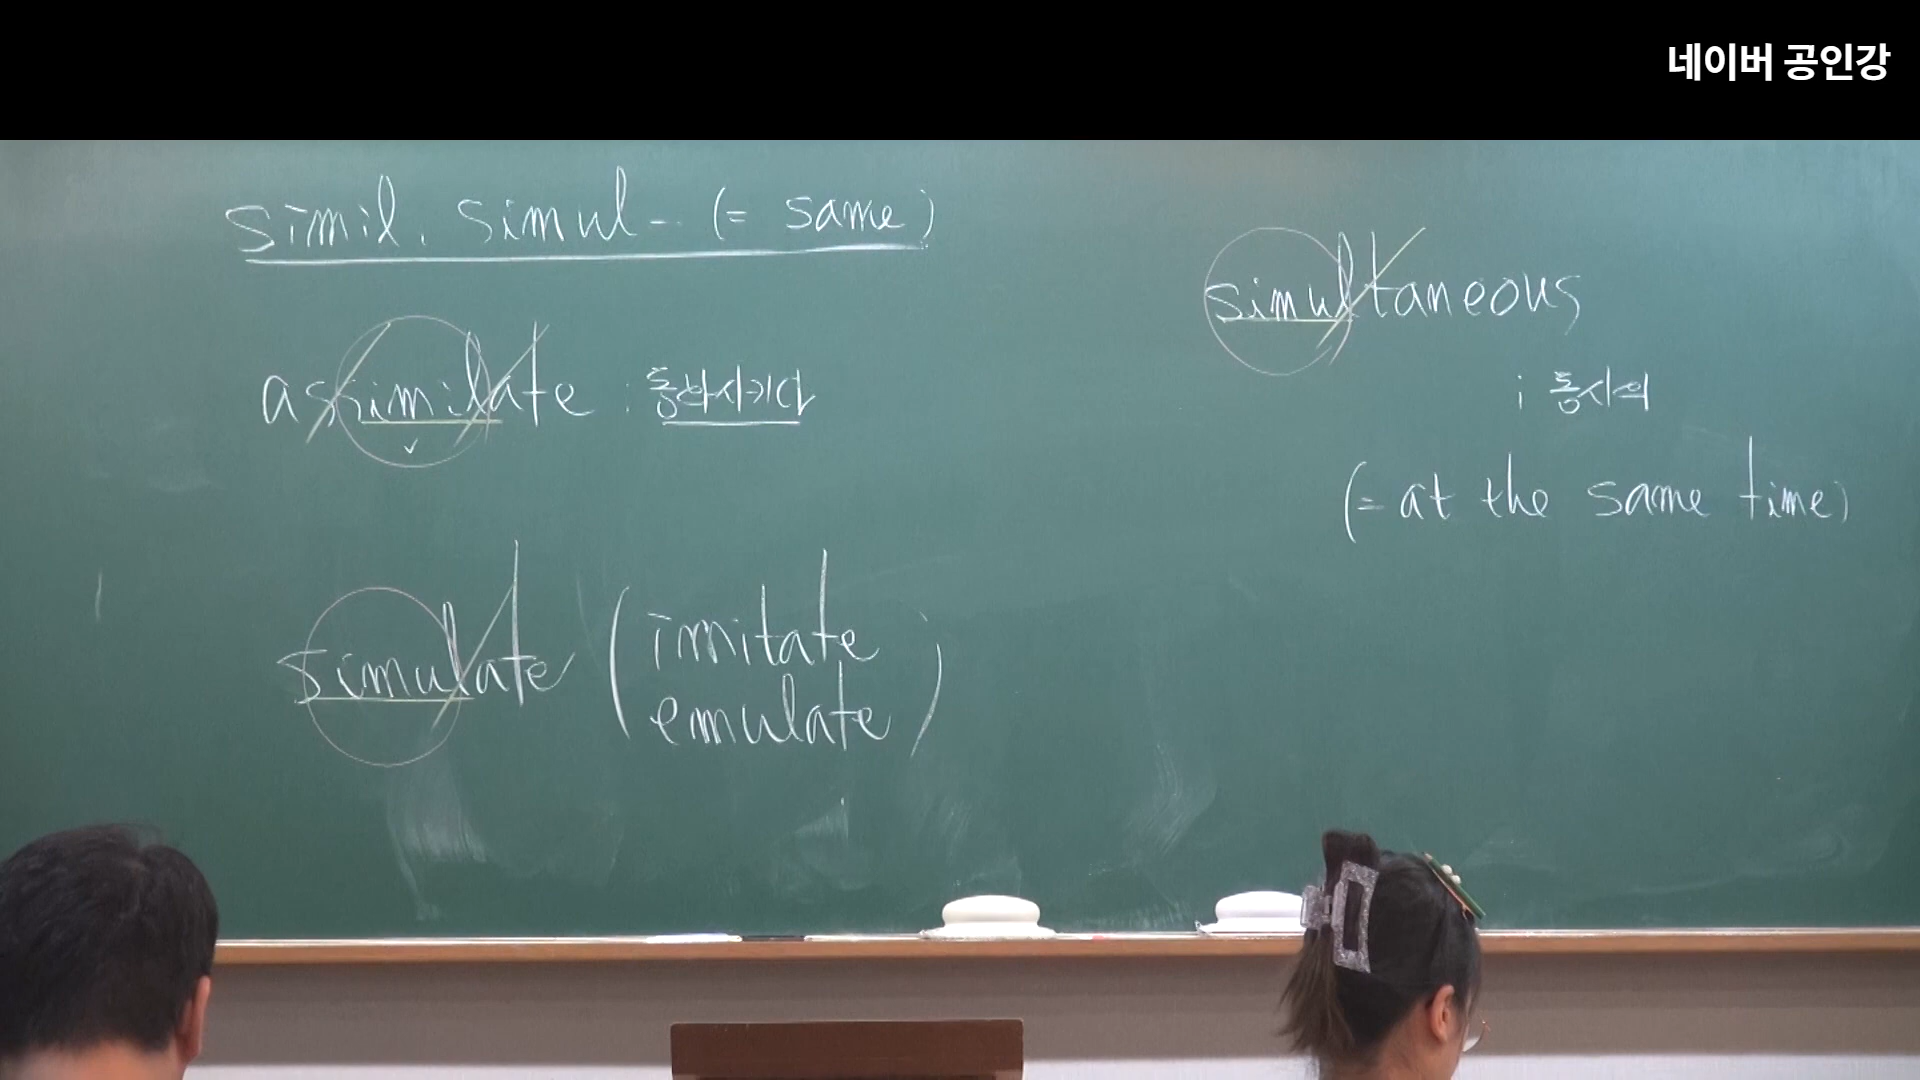 네이버 공인강
simil, simul- (= same)
assimilate : 동화시키다
simulate ( imitate
emulate )
simultaneous
; 동시의
(= at the same time)